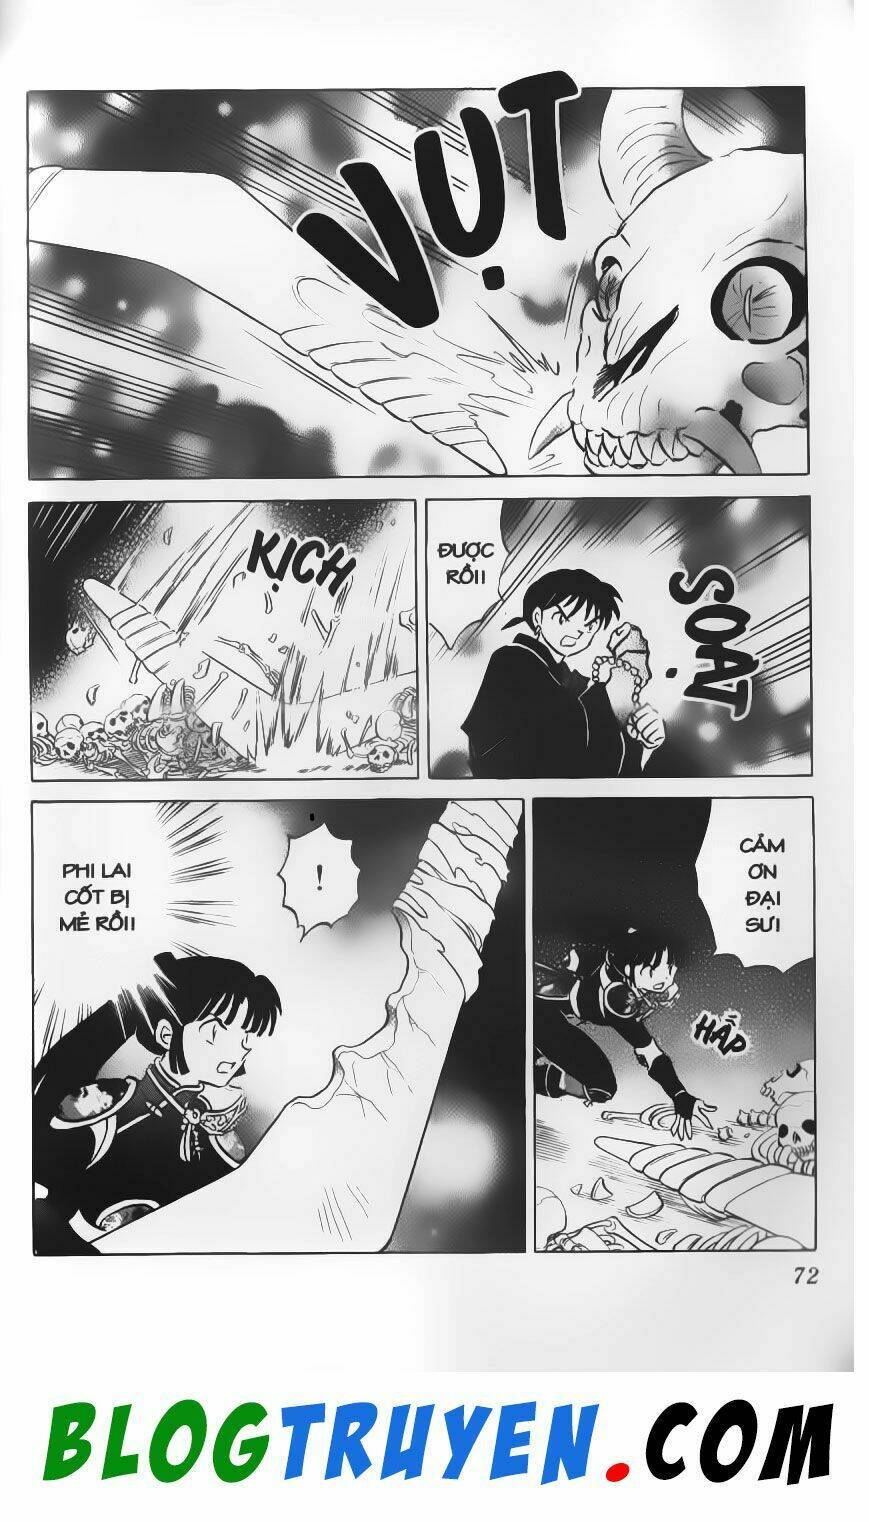 VỤT
ĐƯỢC
RỒI!
SOẠT
KỊCH
CẢM
ƠN
ĐẠI
SƯ!
HẤP
!
PHI LAI
CỐT BỊ
MẺ RỒI!
72
BLOGTRUYEN.COM